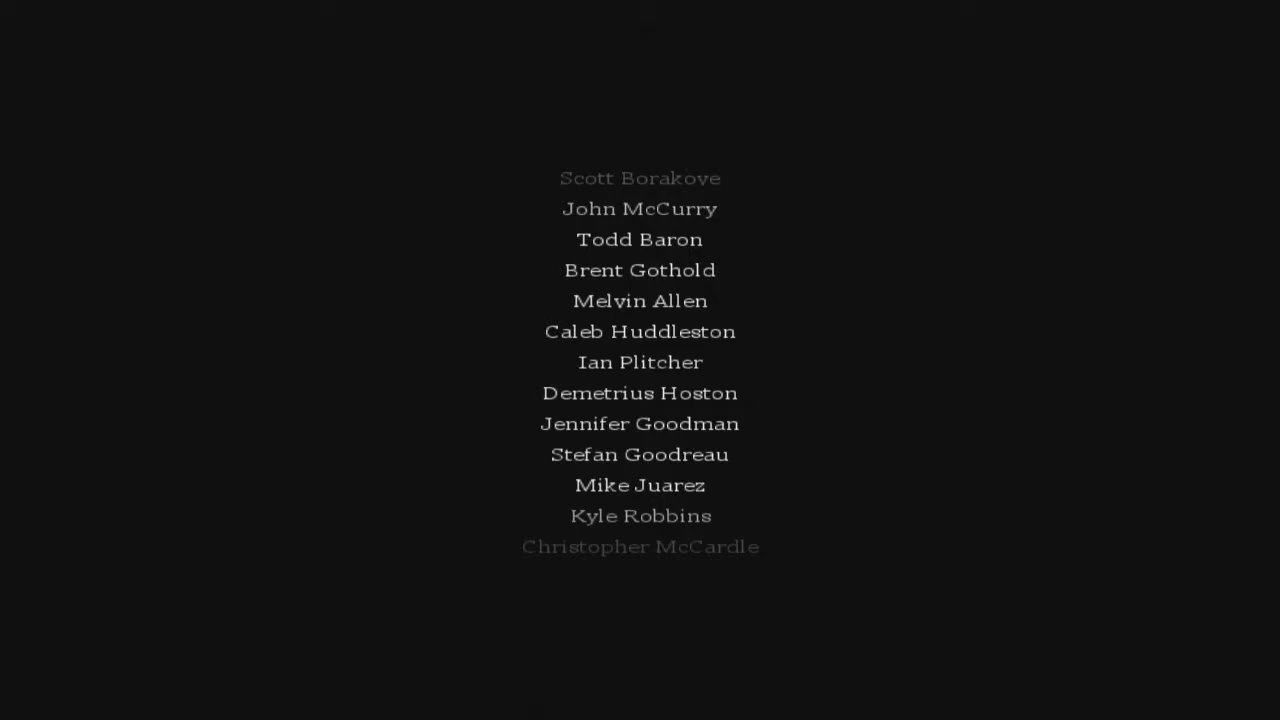 Scott Borakove
John McCurry
Todd Baron
Brent Gothold
Melvin Allen
Caleb Huddleston
Ian Plitcher
Demetrius Hoston
Jennifer Goodman
Stefan Goodreau
Mike Juarez
Kyle Robbins
Christopher McCardle